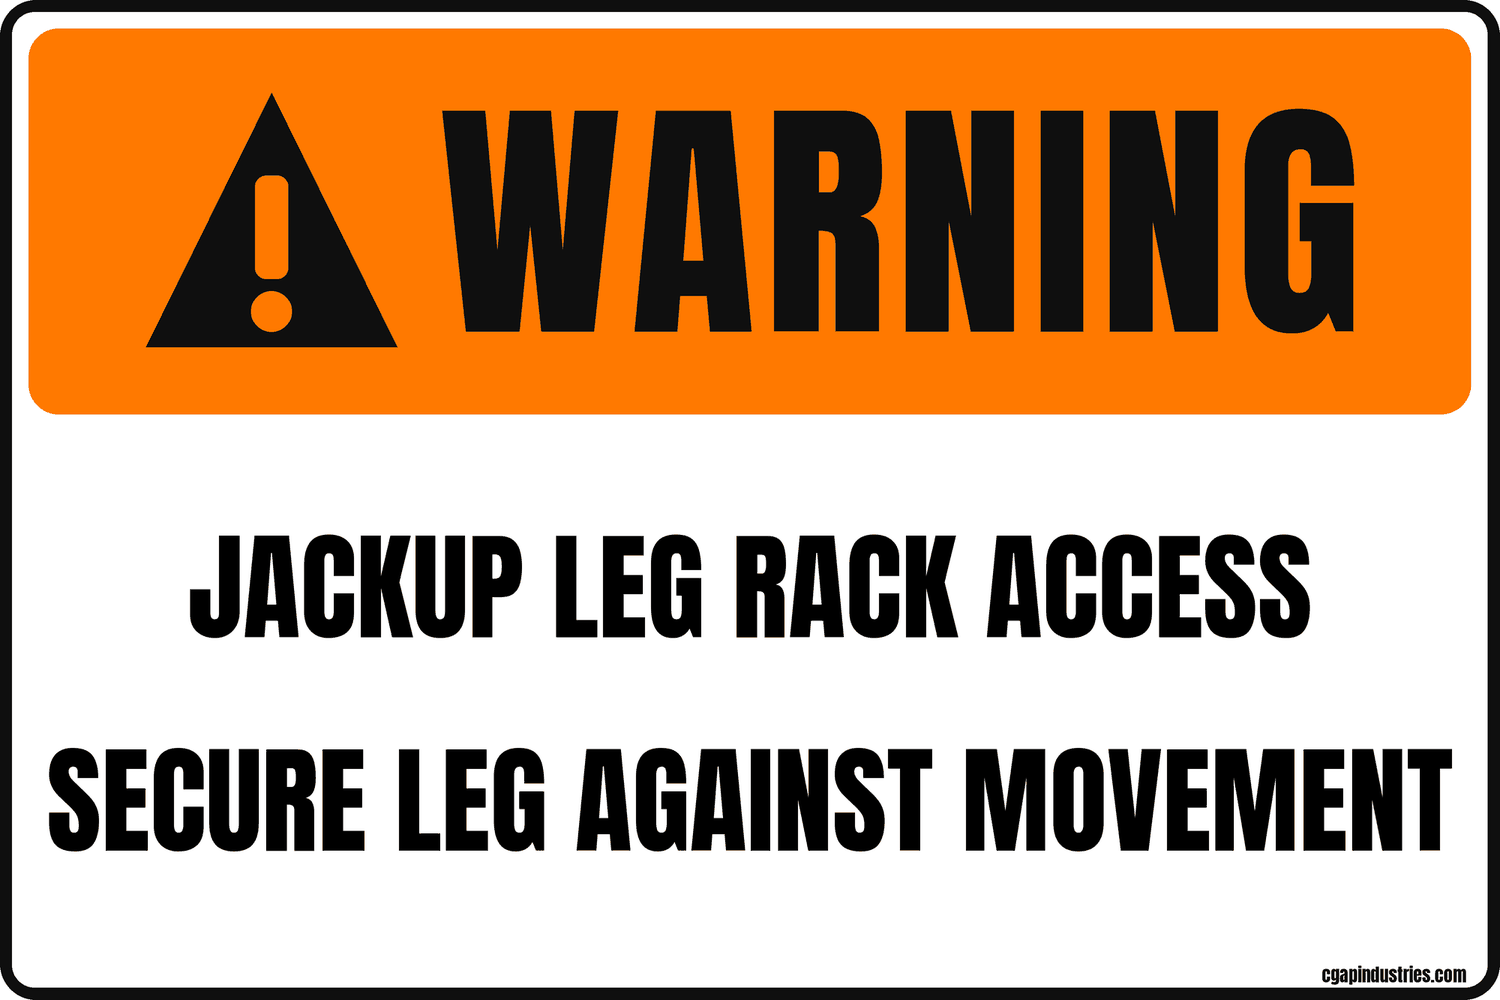 WARNING
JACKUP LEG RACK ACCESS
SECURE LEG AGAINST MOVEMENT
cgapindustries.com